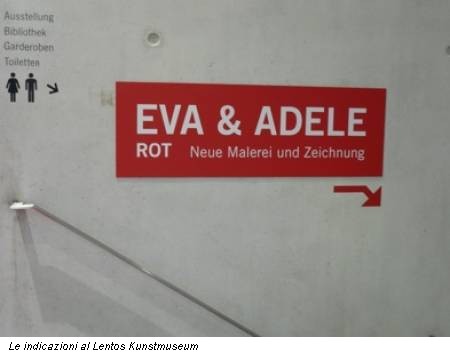 Ausstellung
Bibliothek
Garderoben
Toiletten
EVA & ADELE
ROT Neue Malerei und Zeichnung
Le indicazioni al Lentos Kunstmuseum